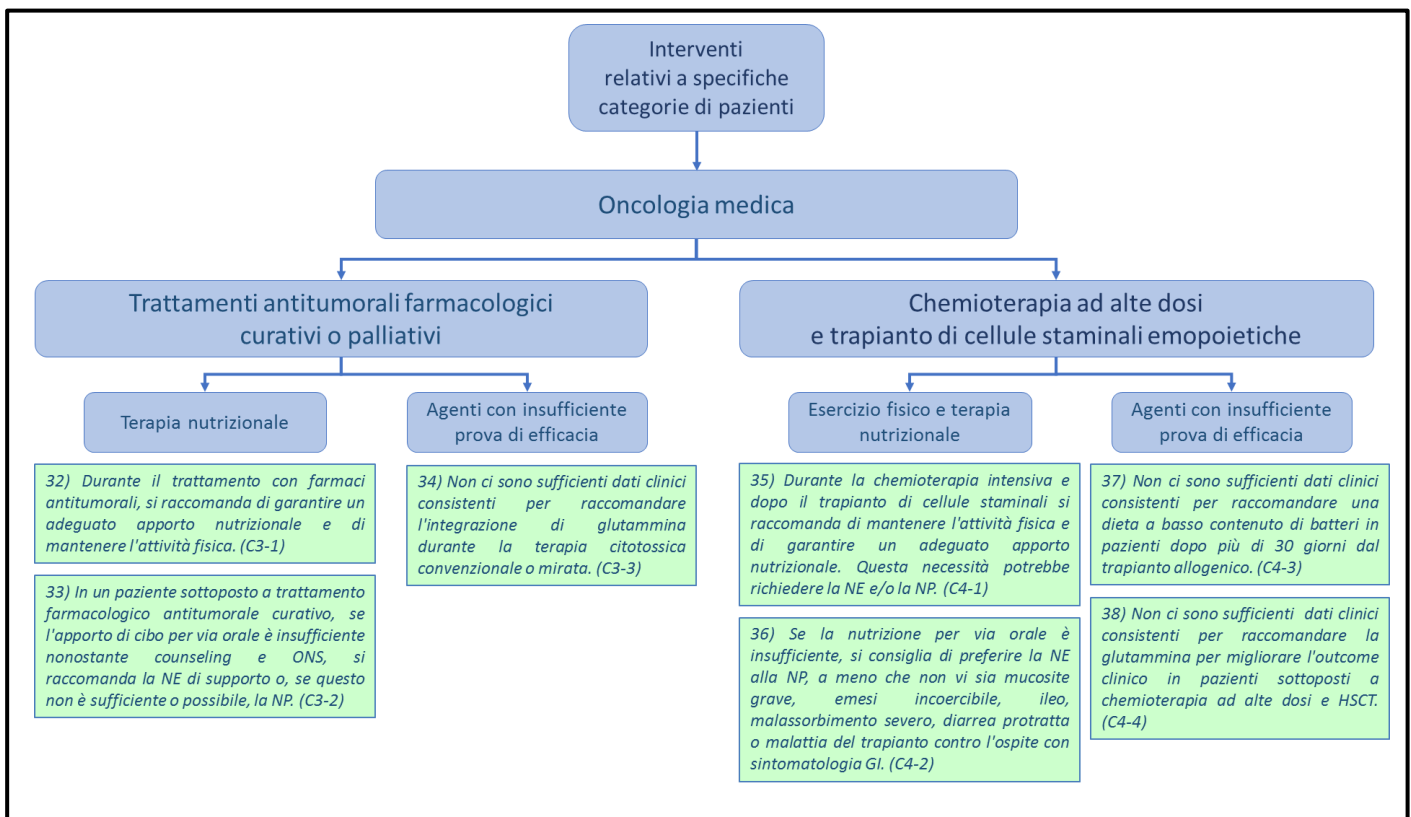 Interventi
relativi a specifiche
categorie di pazienti
Oncologia medica
Trattamenti antitumorali farmacologici
curativi o palliativi
Terapia nutrizionale
32) Durante il trattamento con farmaci
antitumorali, si raccomanda di garantire un
adeguato apporto nutrizionale e di
mantenere l'attività fisica. (C3-1)
33) In un paziente sottoposto a trattamento
farmacologico antitumorale curativo, se
l'apporto di cibo per via orale è insufficiente
nonostante counseling e ONS, si
raccomanda la NE di supporto o, se questo
non è sufficiente o possibile, la NP. (C3-2)
Agenti con insufficiente
prova di efficacia
34) Non ci sono sufficienti dati clinici
consistenti per raccomandare
l'integrazione di glutammina
durante la terapia citotossica
convenzionale o mirata. (C3-3)
Chemioterapia ad alte dosi
e trapianto di cellule staminali emopoietiche
Esercizio fisico e terapia
nutrizionale
35) Durante la chemioterapia intensiva e
dopo il trapianto di cellule staminali si
raccomanda di mantenere l'attività fisica e
di garantire un adeguato apporto
nutrizionale. Questa necessità potrebbe
richiedere la NE e/o la NP. (C4-1)
36) Se la nutrizione per via orale è
insufficiente, si consiglia di preferire la NE
alla NP, a meno che non vi sia mucosite
grave, emesi incoercibile, ileo,
malassorbimento severo, diarrea protratta
o malattia del trapianto contro l'ospite con
sintomatologia GI. (C4-2)
Agenti con insufficiente
prova di efficacia
37) Non ci sono sufficienti dati clinici
consistenti per raccomandare una
dieta a basso contenuto di batteri in
pazienti dopo più di 30 giorni dal
trapianto allogenico. (C4-3)
38) Non ci sono sufficienti dati clinici
consistenti per raccomandare la
glutammina per migliorare l'outcome
clinico in pazienti sottoposti a
chemioterapia ad alte dosi e HSCT.
(C4-4)